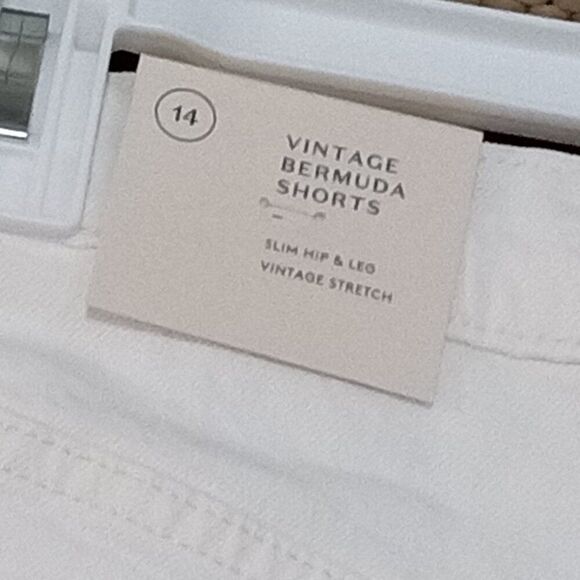 14
VINTAGE
BERMUDA
SHORTS
SLIM HIP & LEG
VINTAGE STRETCH